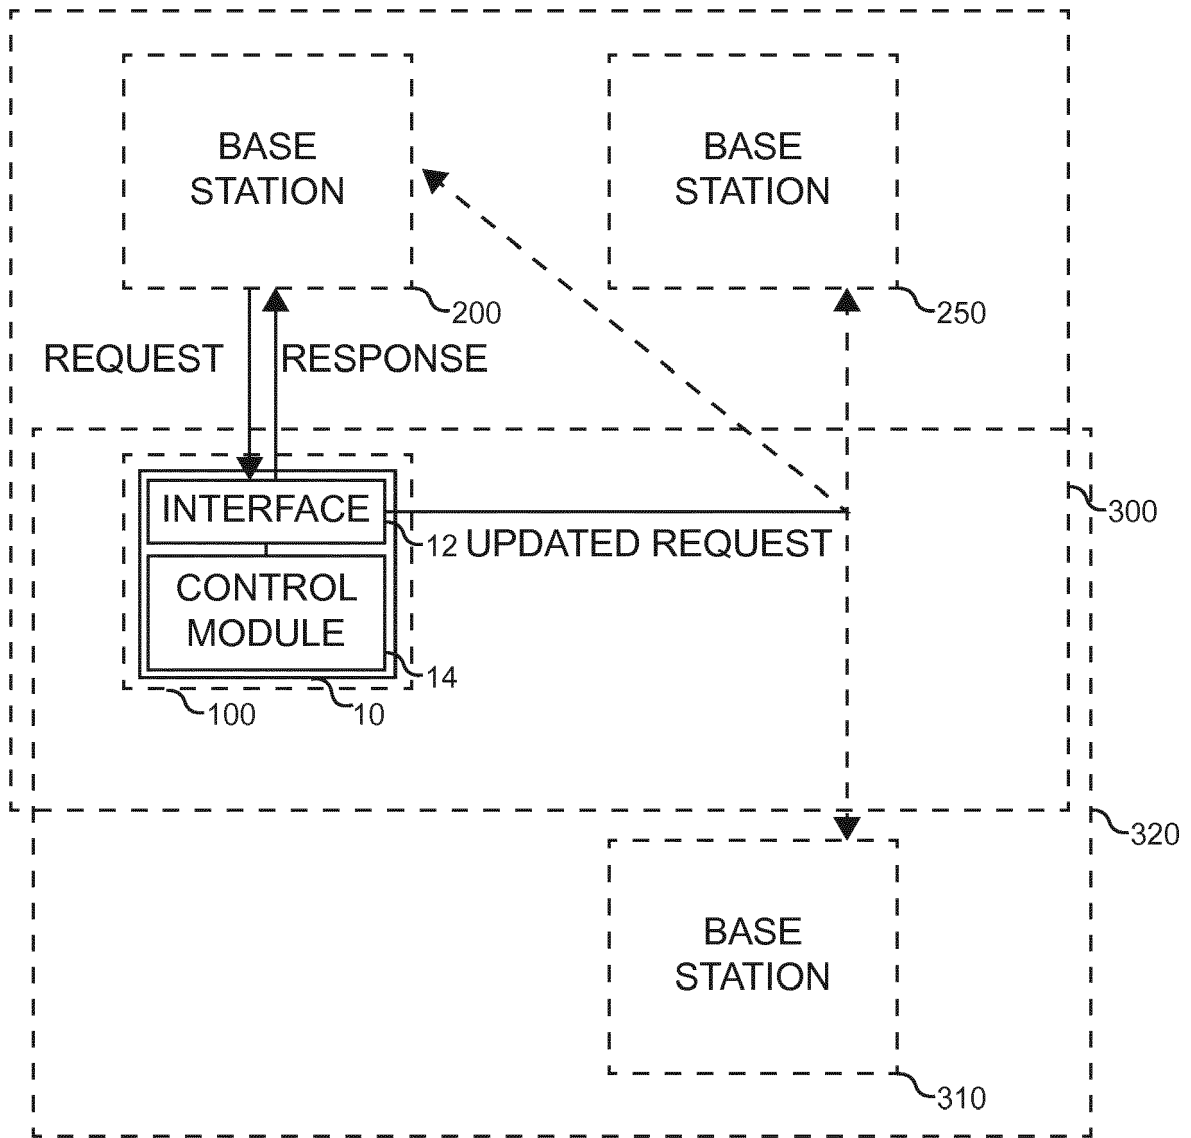 BASE
STATION
BASE
STATION
200
250
REQUEST
RESPONSE
INTERFACE
300
12
UPDATED REQUEST
CONTROL
MODULE
14
100
10
320
BASE
STATION
310